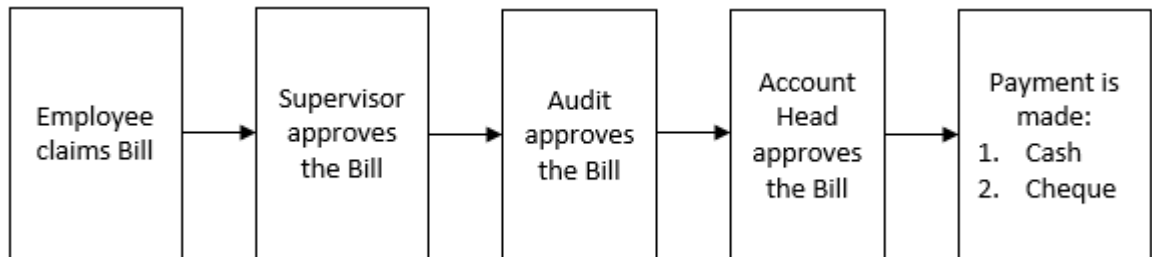 Employee
claims Bill
Supervisor
approves
the Bill
Audit
approves
the Bill
Account
Head
approves
the Bill
Payment is
made:
1. Cash
2. Cheque